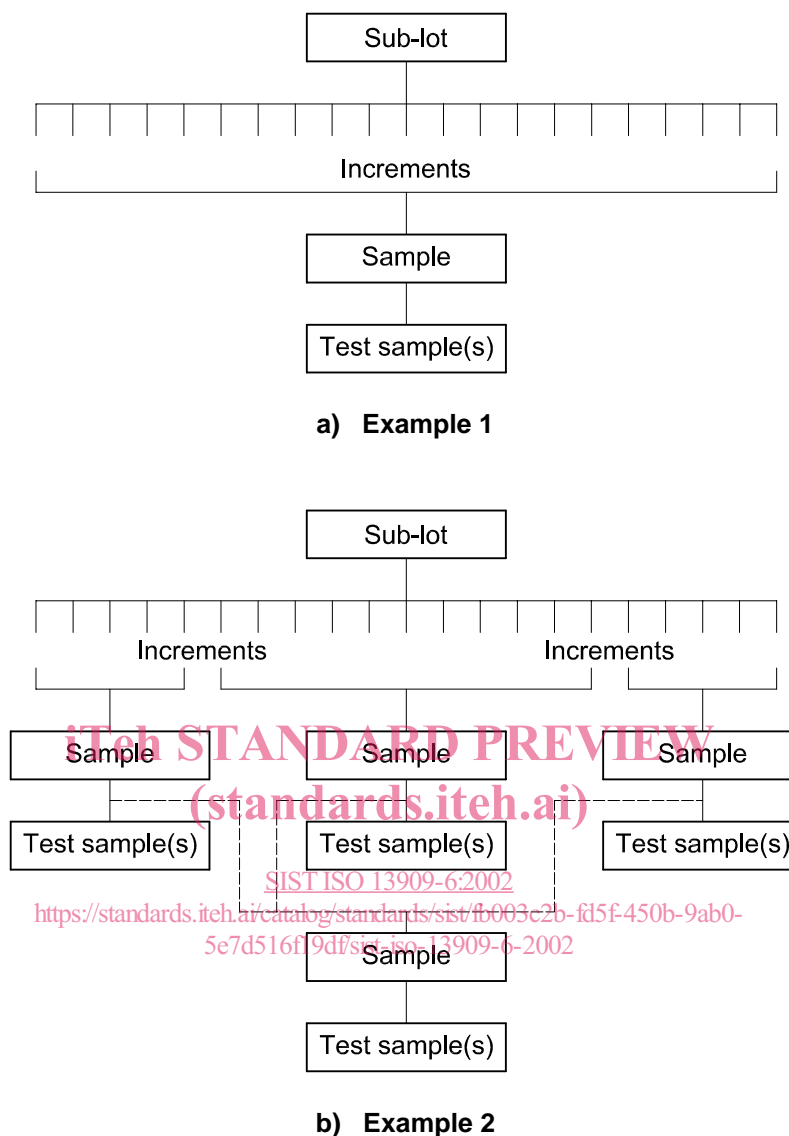 Sub-lot
Increments
Sample
Test sample(s)
a) Example 1
Sub-lot
Increments Increments
iTeh STANDARD PREVIEW
Sample Sample Sample
(standards.iteh.ai)
Test sample(s) Test sample(s) Test sample(s)
SIST ISO 13909-6:2002
https://standards.iteh.ai/catalog/standards/sist/fb003c2b-fd5f-450b-9ab0-
5e7d516f19df/sist-iso-13909-6-2002
Sample
Test sample(s)
b) Example 2